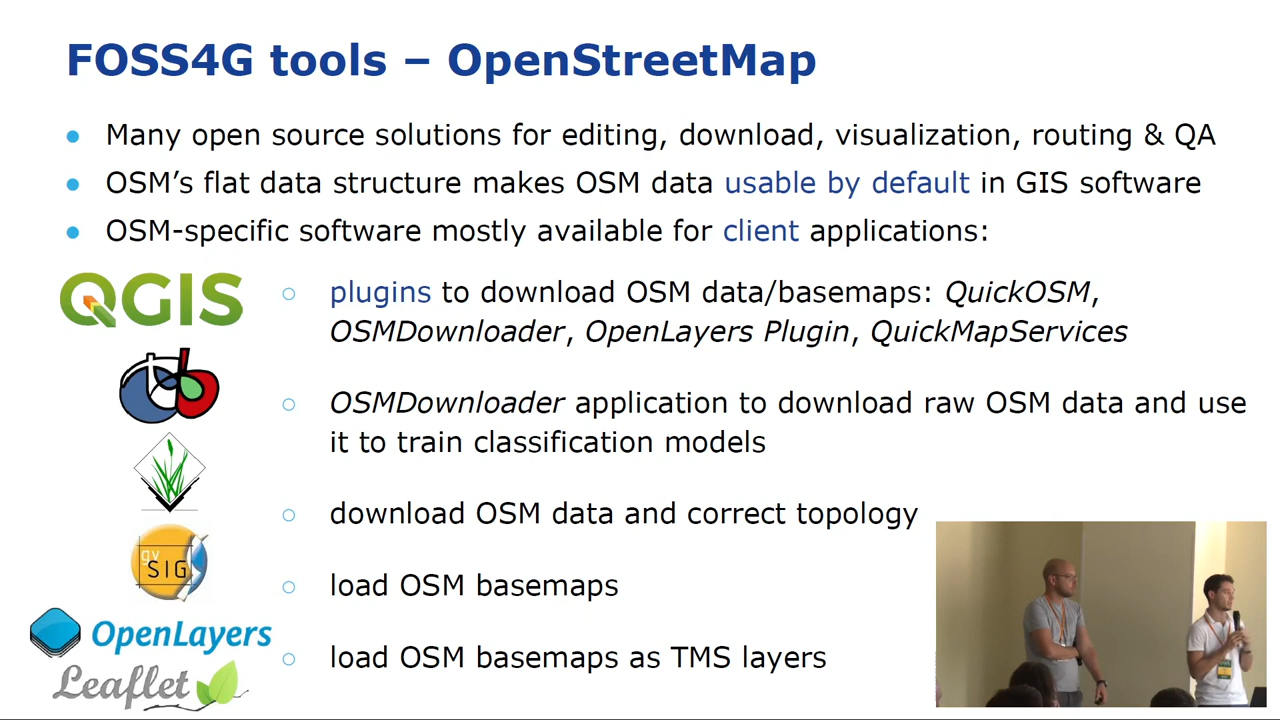 FOSS4G tools – OpenStreetMap
● Many open source solutions for editing, download, visualization, routing & QA
● OSM’s flat data structure makes OSM data usable by default in GIS software
● OSM-specific software mostly available for client applications:
QGIS
○ plugins to download OSM data/basemaps: QuickOSM,
OSMDownloader, OpenLayers Plugin, QuickMapServices
○ OSMDownloader application to download raw OSM data and use
it to train classification models
○ download OSM data and correct topology
gv
SIG
○ load OSM basemaps
OpenLayers
○ load OSM basemaps as TMS layers
Leaflet